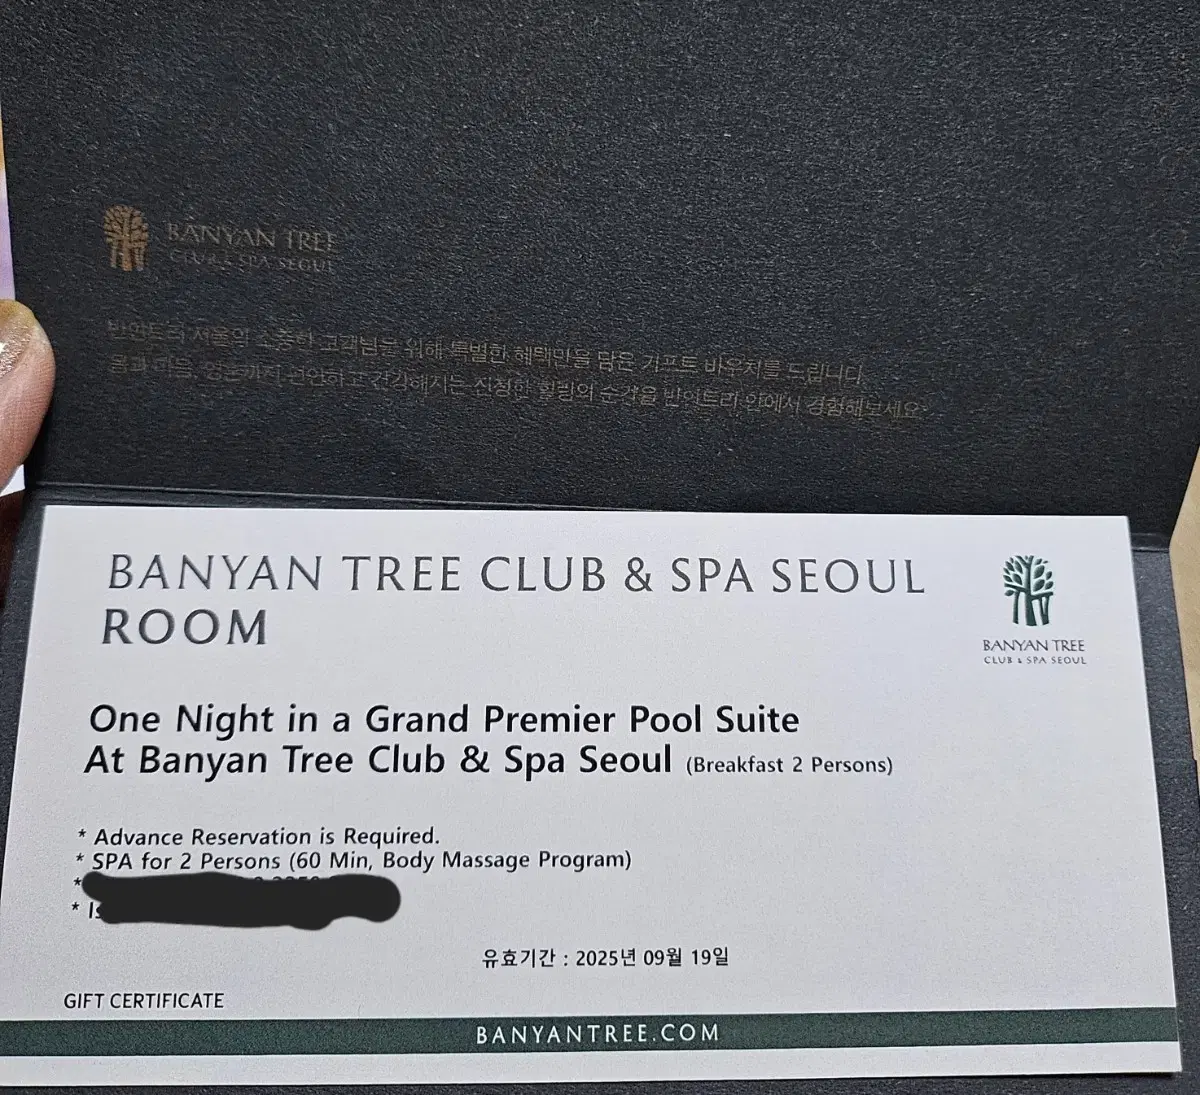 BANYAN TREE
CLUB & SPA SEOUL
반얀트리 서울의 소중한 고객님을 위해 특별한 혜택만을 담은 기프트 바우처를 드립니다.
몸과 마음, 영혼까지 편안하고 건강해지는 진정한 힐링의 순간을 반얀트리 안에서 경험해보세요.
BANYAN TREE CLUB & SPA SEOUL
ROOM
BANYAN TREE
CLUB & SPA SEOUL
One Night in a Grand Premier Pool Suite
At Banyan Tree Club & Spa Seoul (Breakfast 2 Persons)
* Advance Reservation is Required.
* SPA for 2 Persons (60 Min, Body Massage Program)
*
*
유효기간 : 2025년 09월 19일
GIFT CERTIFICATE
BANYANTREE.COM